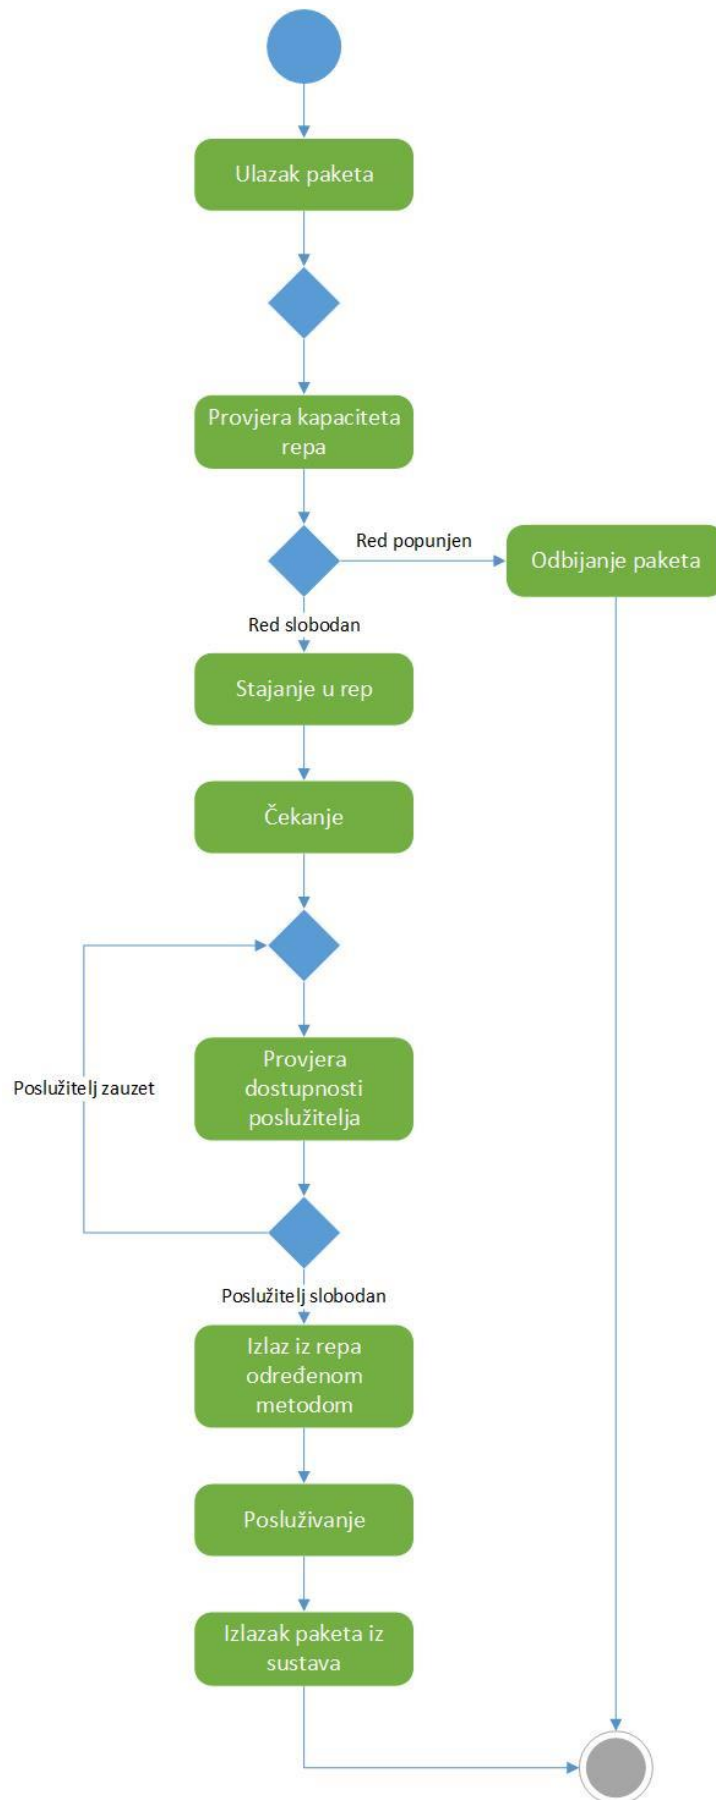 Ulazak paketa
Provjera kapaciteta
repa
Red popunjen
Odbijanje paketa
Red slobodan
Stajanje u rep
Čekanje
Provjera
dostupnosti
poslužitelja
Poslužitelj zauzet
Poslužitelj slobodan
Izlaz iz repa
određenom
metodom
Posluživanje
Izlazak paketa iz
sustava